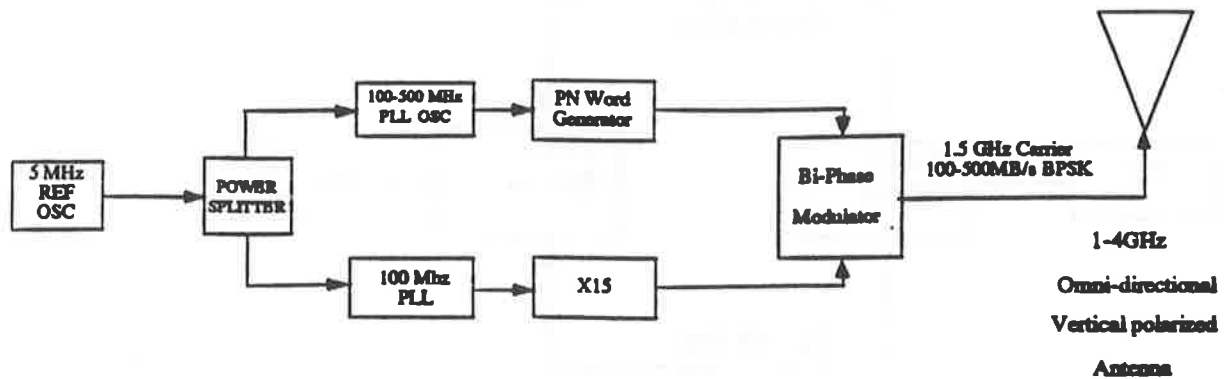 5 MHz
REF
OSC
POWER
SPLITTER
100-500 MHz
PLL OSC
PN Word
Generator
100 Mhz
PLL
X15
Bi-Phase
Modulator
1.5 GHz Carrier
100-500MB/s BPSK
1-4GHz
Omni-directional
Vertical polarized
Antenna